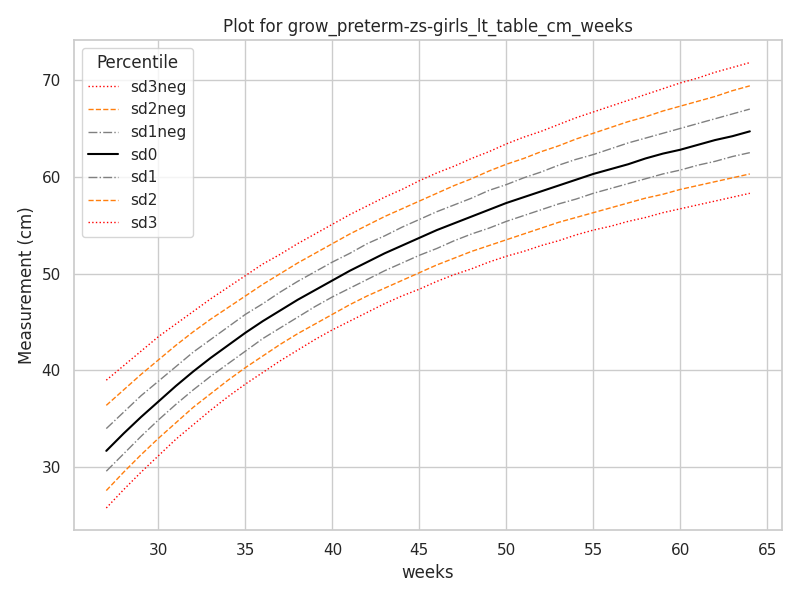 Plot for grow_preterm-zs-girls_lt_table_cm_weeks
Percentile
sd3neg
sd2neg
sd1neg
sd0
sd1
sd2
sd3
Measurement (cm)
70
60
50
40
30
30 35 40 45 50 55 60 65
weeks